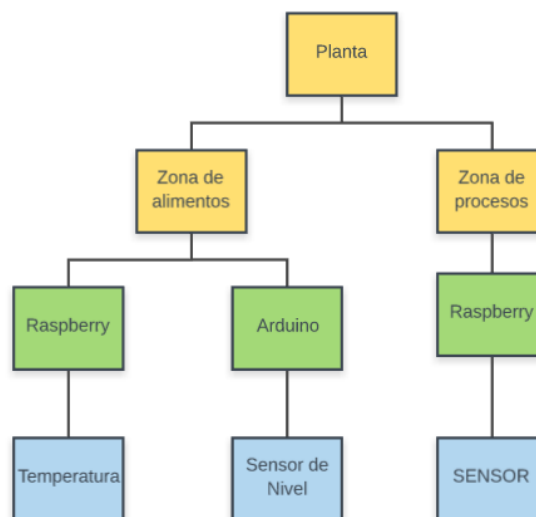 Planta
Zona de
alimentos
Zona de
procesos
Raspberry
Arduino
Raspberry
Temperatura
Sensor de
Nivel
SENSOR